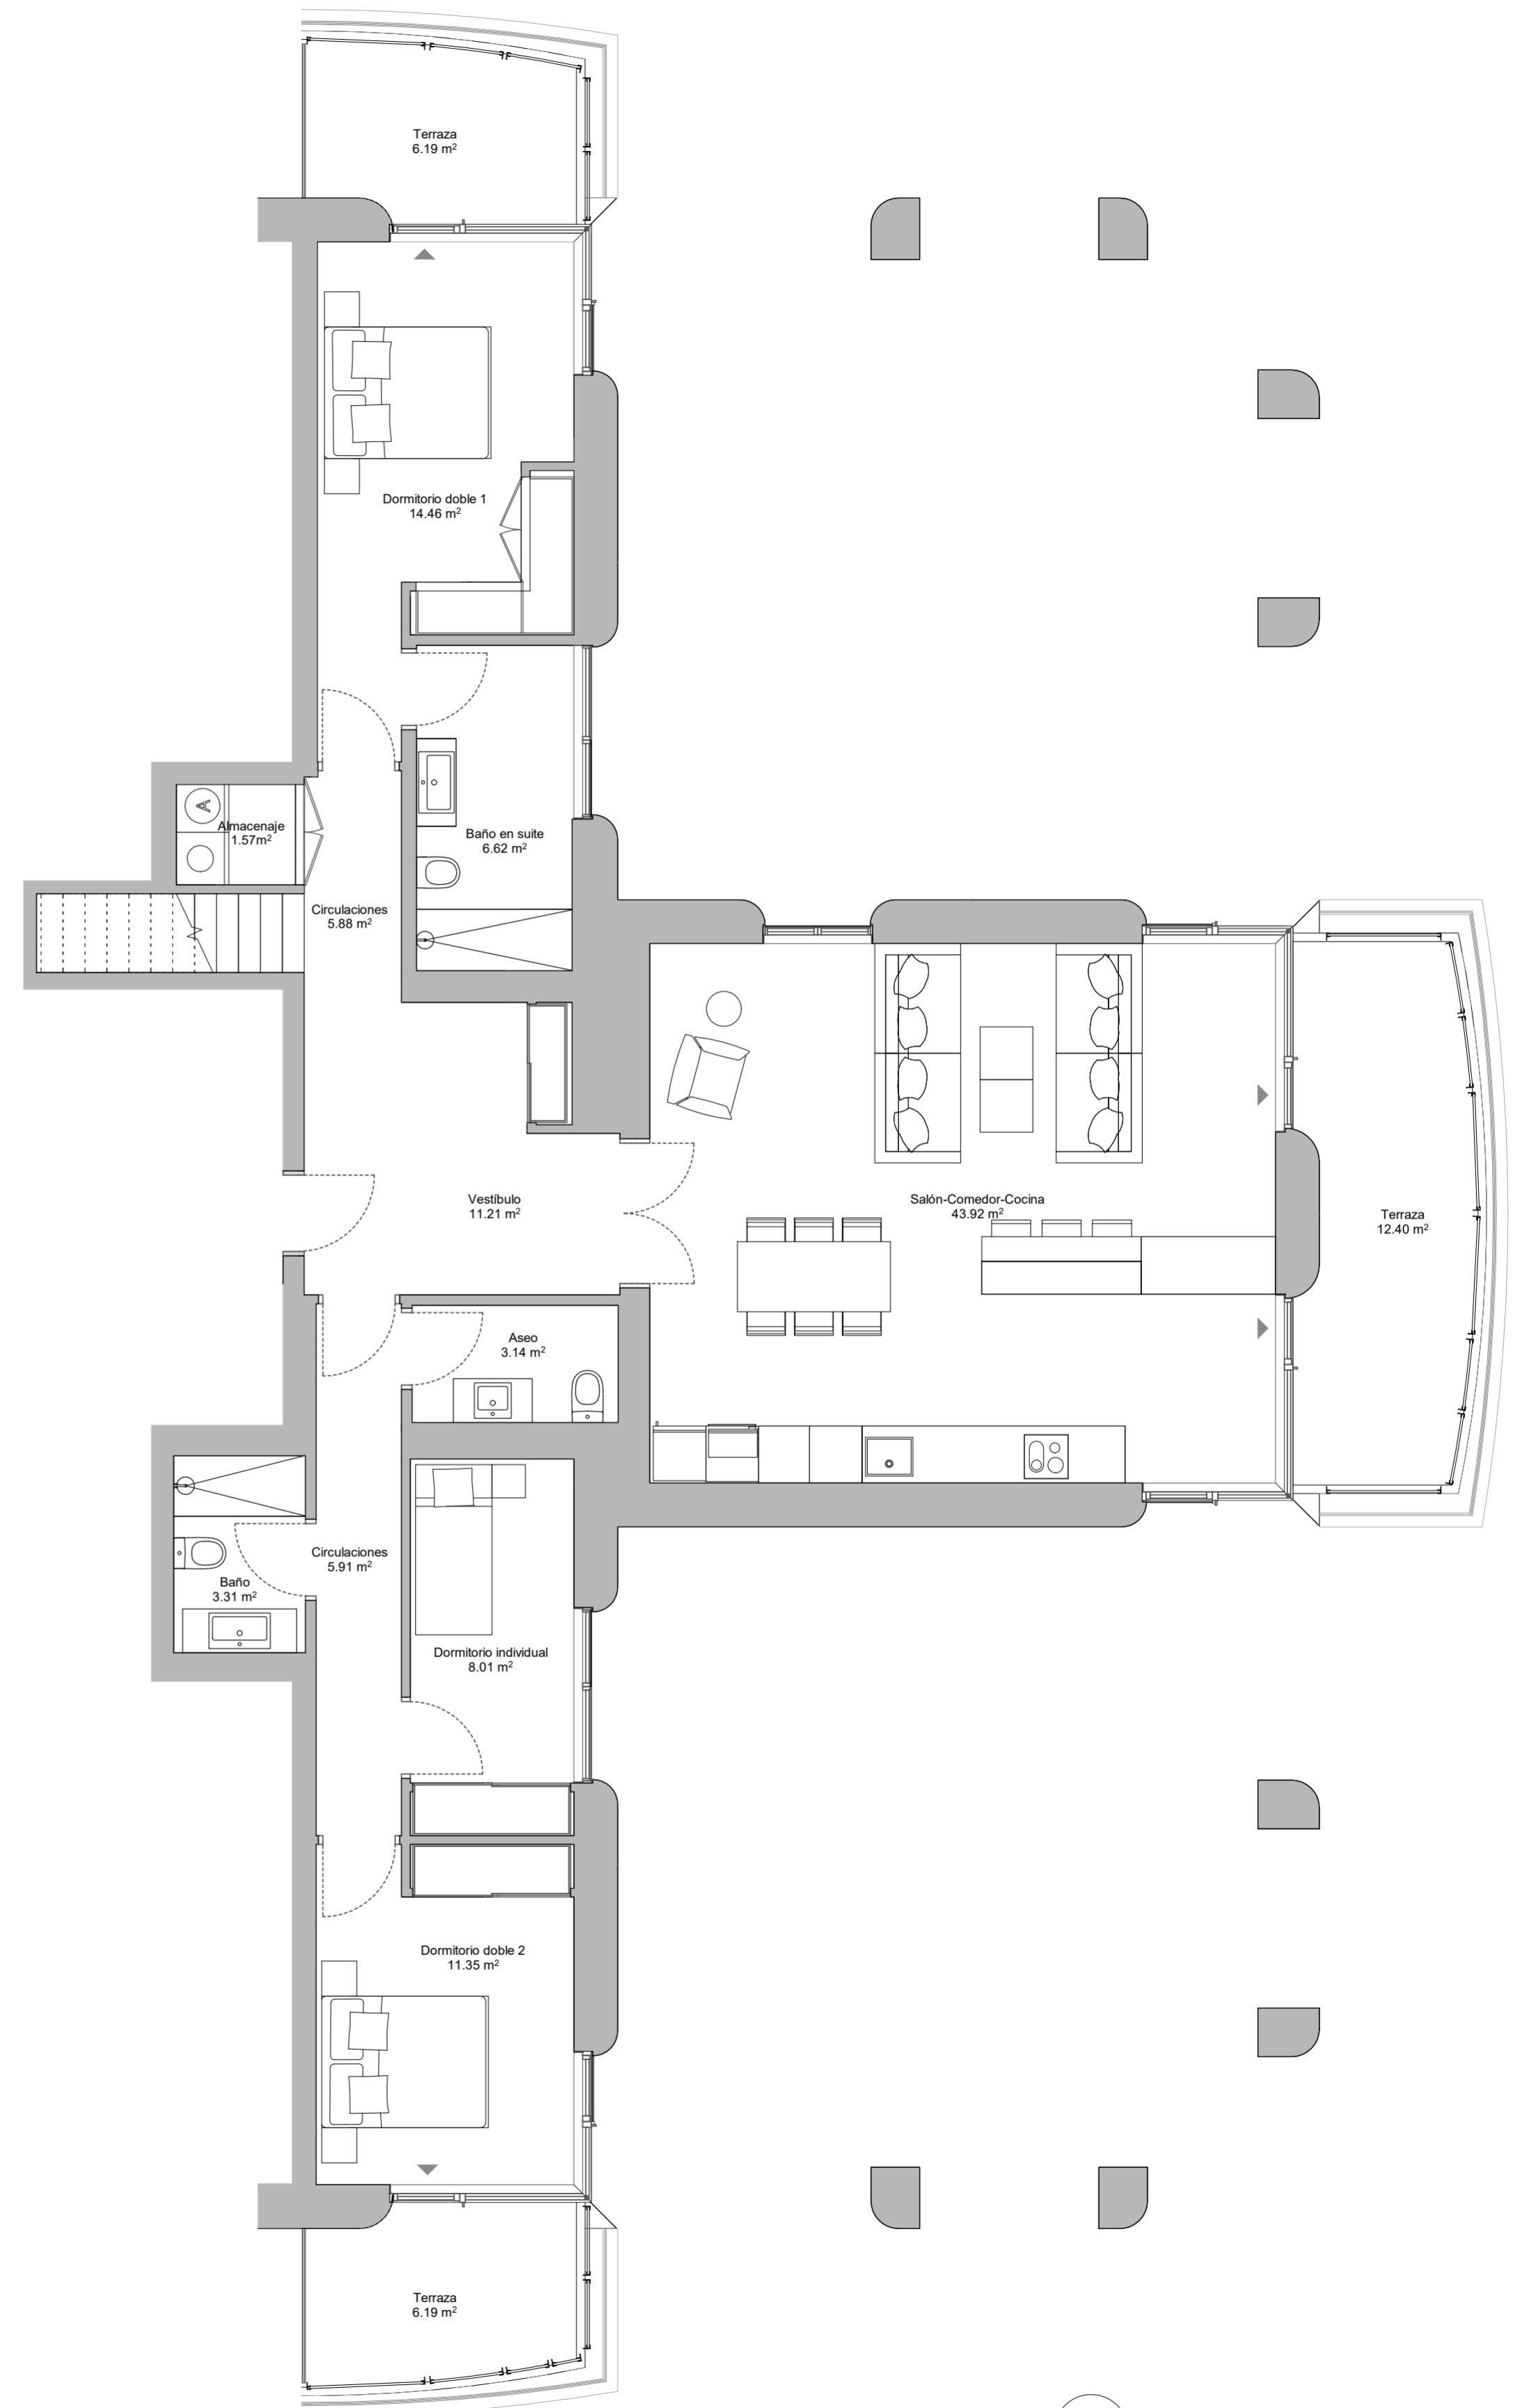 Terraza
6.19 m²
Dormitorio doble 1
14.46 m²
A
Almacenaje
1.57m²
Baño en suite
6.62 m²
Circulaciones
5.88 m²
Vestíbulo
11.21 m²
Salón-Comedor-Cocina
43.92 m²
Terraza
12.40 m²
Aseo
3.14 m²
Circulaciones
5.91 m²
Baño
3.31 m²
Dormitorio individual
8.01 m²
Dormitorio doble 2
11.35 m²
Terraza
6.19 m²